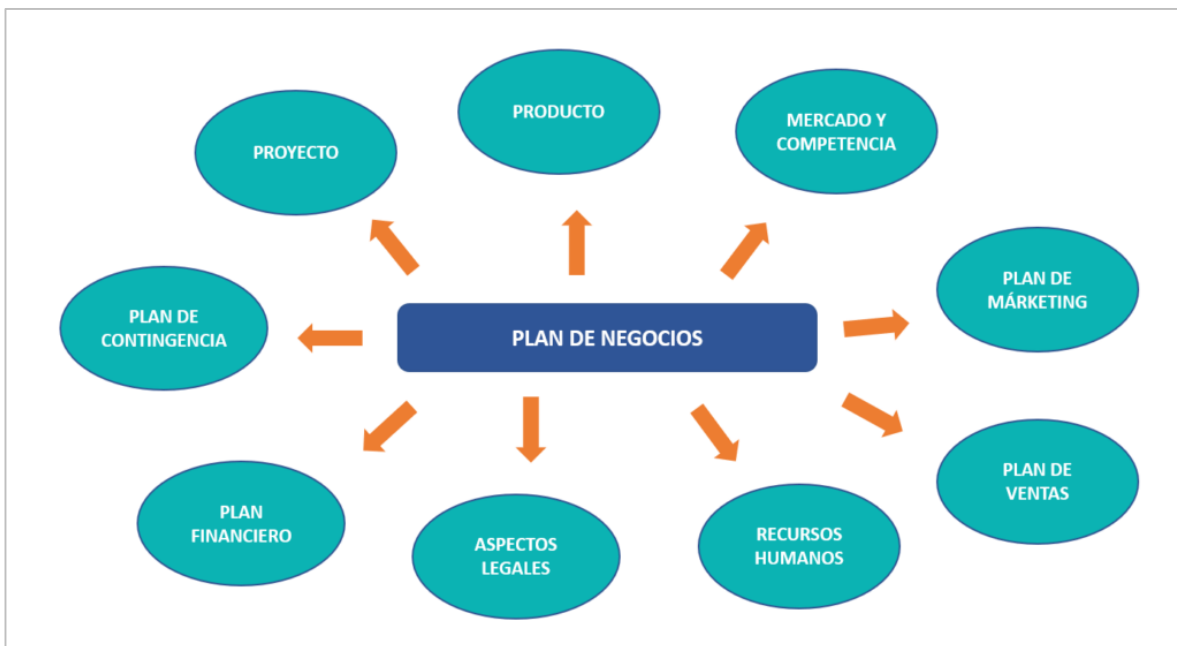 PRODUCTO
MERCADO Y
COMPETENCIA
PROYECTO
PLAN DE
MÁRKETING
PLAN DE
CONTINGENCIA
PLAN DE NEGOCIOS
PLAN DE
VENTAS
PLAN
FINANCIERO
ASPECTOS
LEGALES
RECURSOS
HUMANOS